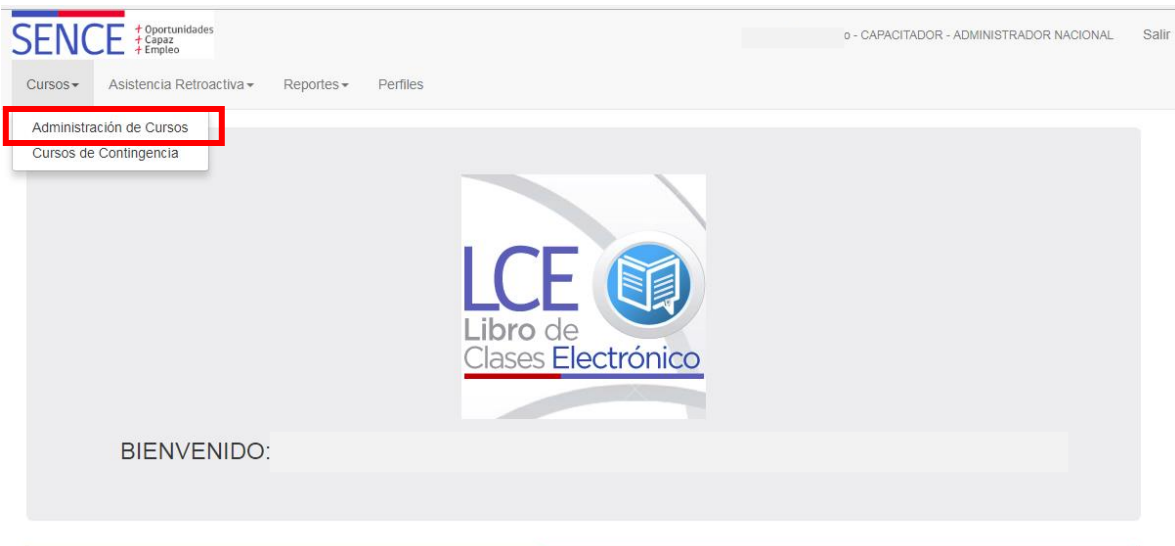 SENCE + Oportunidades
+ Capaz
+ Empleo
o - CAPACITADOR - ADMINISTRADOR NACIONAL Salir
Cursos Asistencia Retroactiva Reportes Perfiles
Administración de Cursos
Cursos de Contingencia
LCE
Libro de
Clases Electrónico
BIENVENIDO: